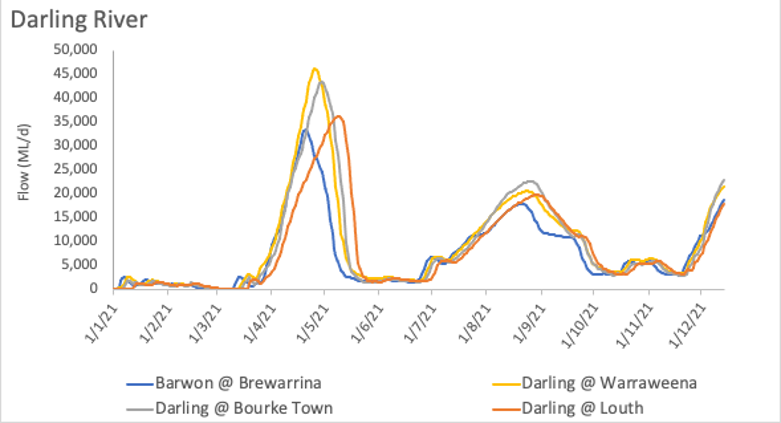 Darling River
50,000
45,000
40,000
35,000
30,000
25,000
20,000
15,000
10,000
5,000
0
Flow (ML/d)
1/1/21 1/2/21 1/3/21 1/4/21 1/5/21 1/6/21 1/7/21 1/8/21 1/9/21 1/10/21 1/11/21 1/12/21
Barwon @ Brewarrina Darling @ Warraweena
Darling @ Bourke Town Darling @ Louth